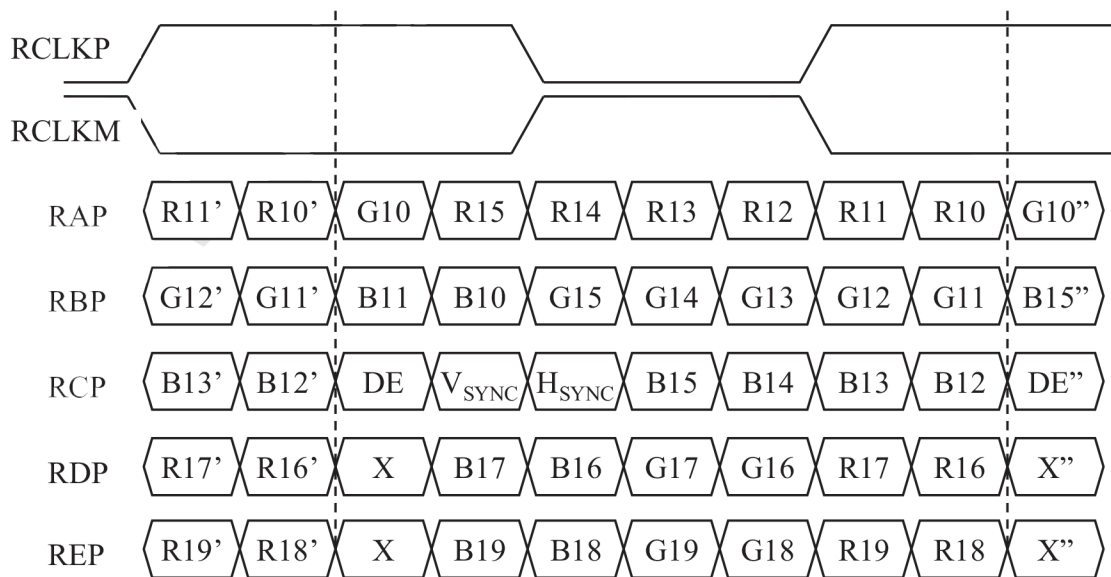 RCLKP
RCLKM
RAP R11’ R10’ G10 R15 R14 R13 R12 R11 R10 G10”
RBP G12’ G11’ B11 B10 G15 G14 G13 G12 G11 B15”
RCP B13’ B12’ DE VSYNC HSYNC B15 B14 B13 B12 DE”
RDP R17’ R16’ X B17 B16 G17 G16 R17 R16 X”
REP R19’ R18’ X B19 B18 G19 G18 R19 R18 X”